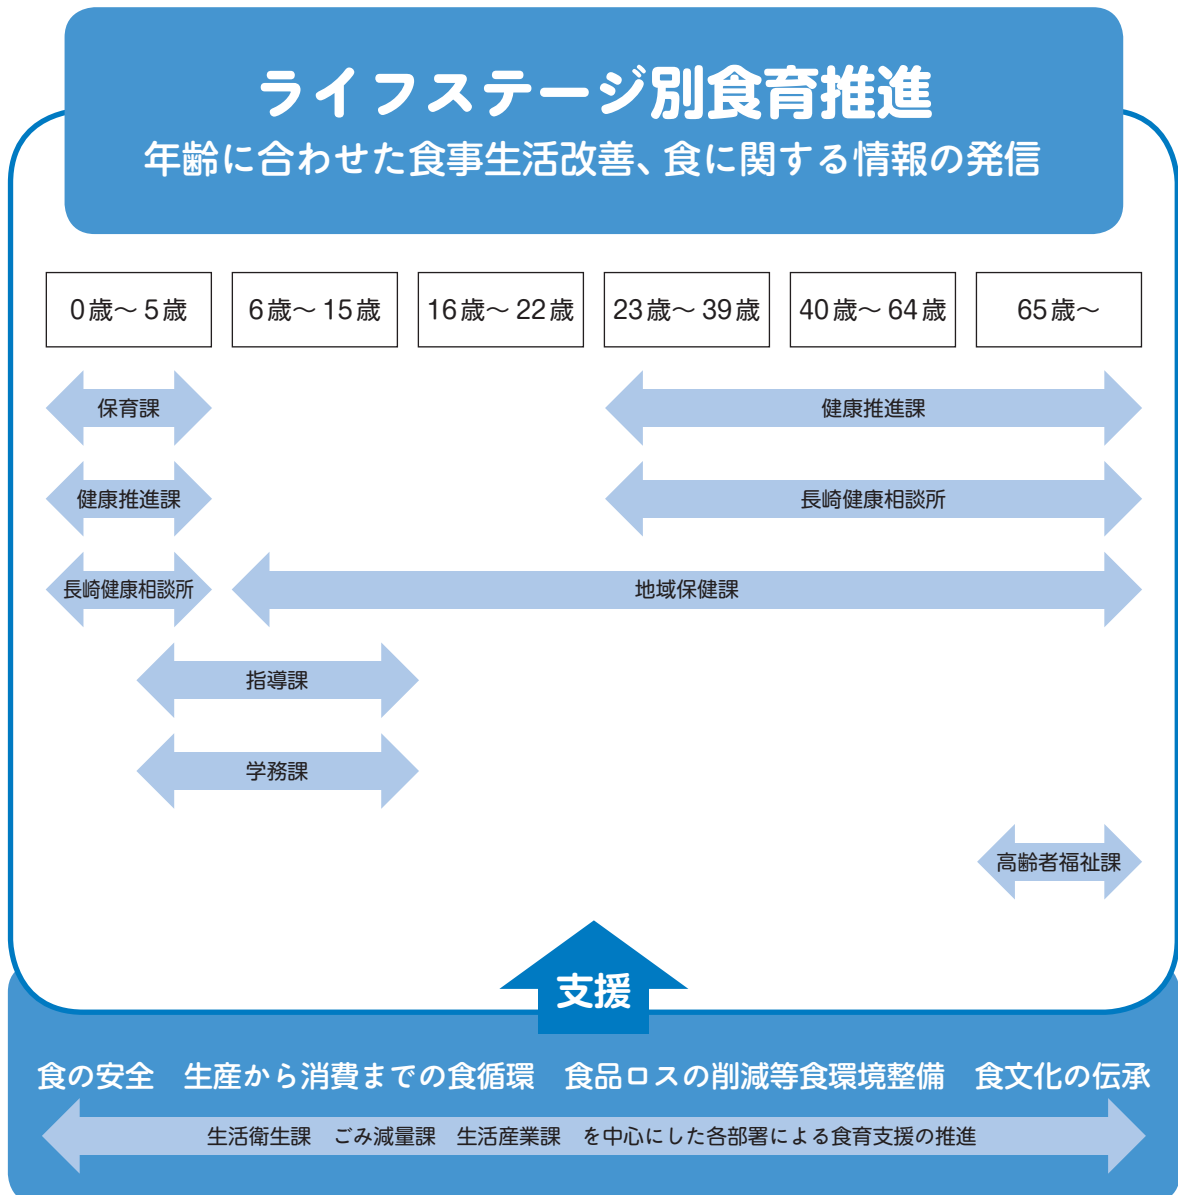 ライフステージ別食育推進
年齢に合わせた食事生活改善、食に関する情報の発信
0歳～5歳
6歳～15歳
16歳～22歳
23歳～39歳
40歳～64歳
65歳～
保育課
健康推進課
健康推進課
長崎健康相談所
長崎健康相談所
地域保健課
指導課
学務課
高齢者福祉課
支援
食の安全　生産から消費までの食循環　食品ロスの削減等食環境整備　食文化の伝承
生活衛生課　ごみ減量課　生活産業課　を中心にした各部署による食育支援の推進